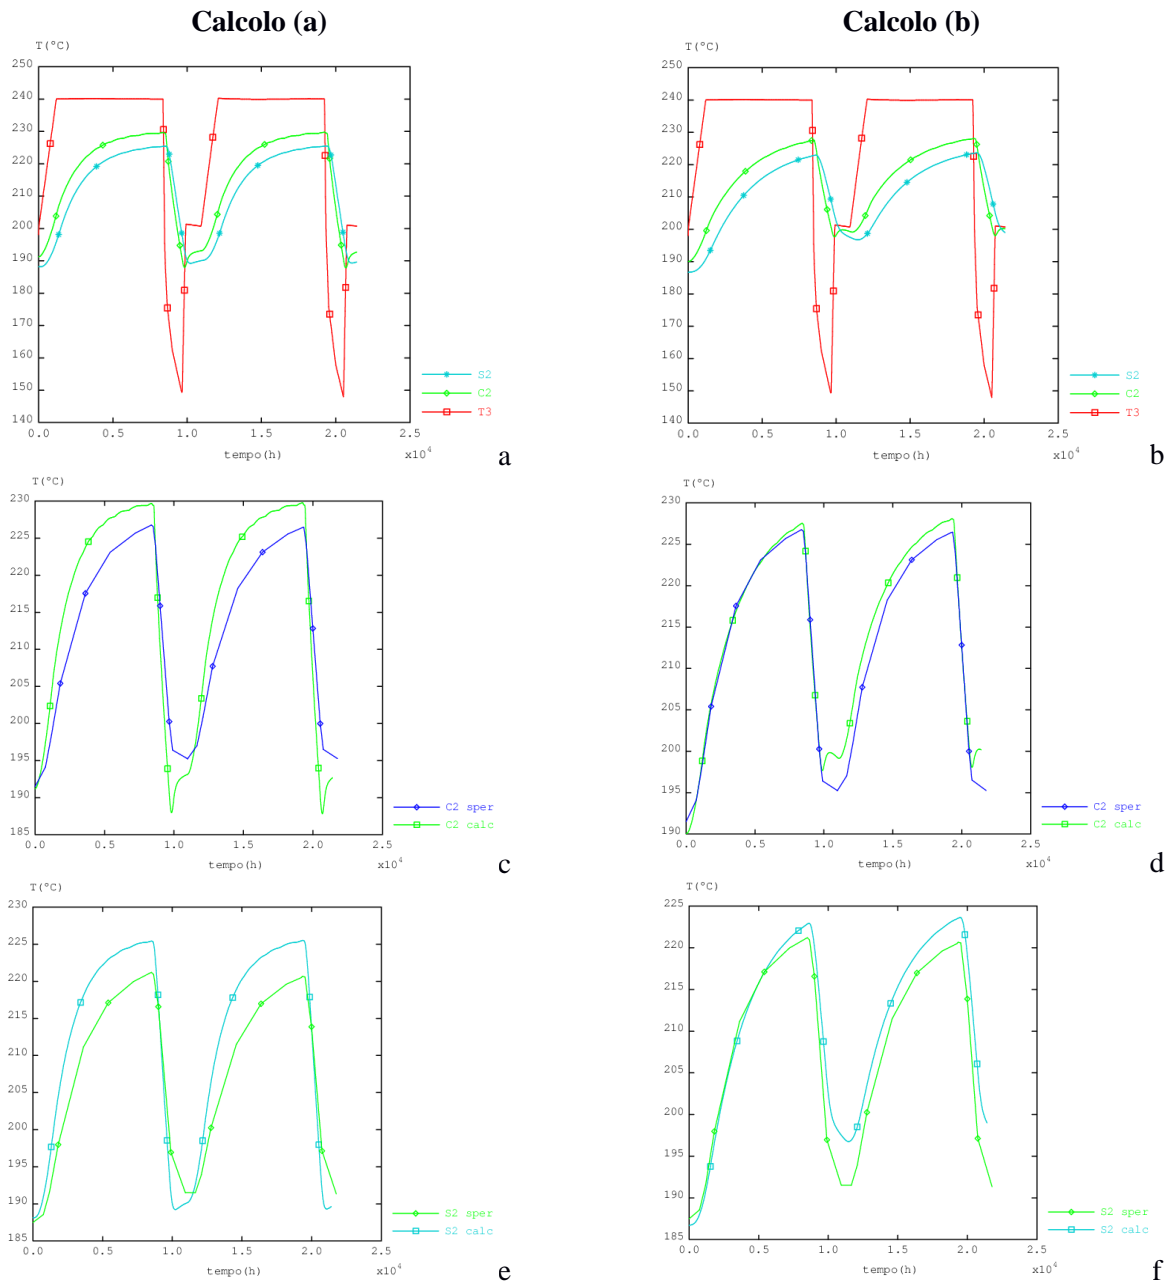 Calcolo (a)
Calcolo (b)
T(°C)
250
240
230
220
210
200
190
180
170
160
150
140
0.0
0.5
1.0
1.5
2.0
2.5
tempo(h)
x10⁴
S2
C2
T3
a
T(°C)
250
240
230
220
210
200
190
180
170
160
150
140
0.0
0.5
1.0
1.5
2.0
2.5
tempo(h)
x10⁴
S2
C2
T3
b
T(°C)
230
225
220
215
210
205
200
195
190
185
0.0
0.5
1.0
1.5
2.0
2.5
tempo(h)
x10⁴
C2 sper
C2 calc
c
T(°C)
230
225
220
215
210
205
200
195
190
0.0
0.5
1.0
1.5
2.0
2.5
tempo(h)
x10⁴
C2 sper
C2 calc
d
T(°C)
230
225
220
215
210
205
200
195
190
185
0.0
0.5
1.0
1.5
2.0
2.5
tempo(h)
x10⁴
S2 sper
S2 calc
e
T(°C)
225
220
215
210
205
200
195
190
185
0.0
0.5
1.0
1.5
2.0
2.5
tempo(h)
x10⁴
S2 sper
S2 calc
f